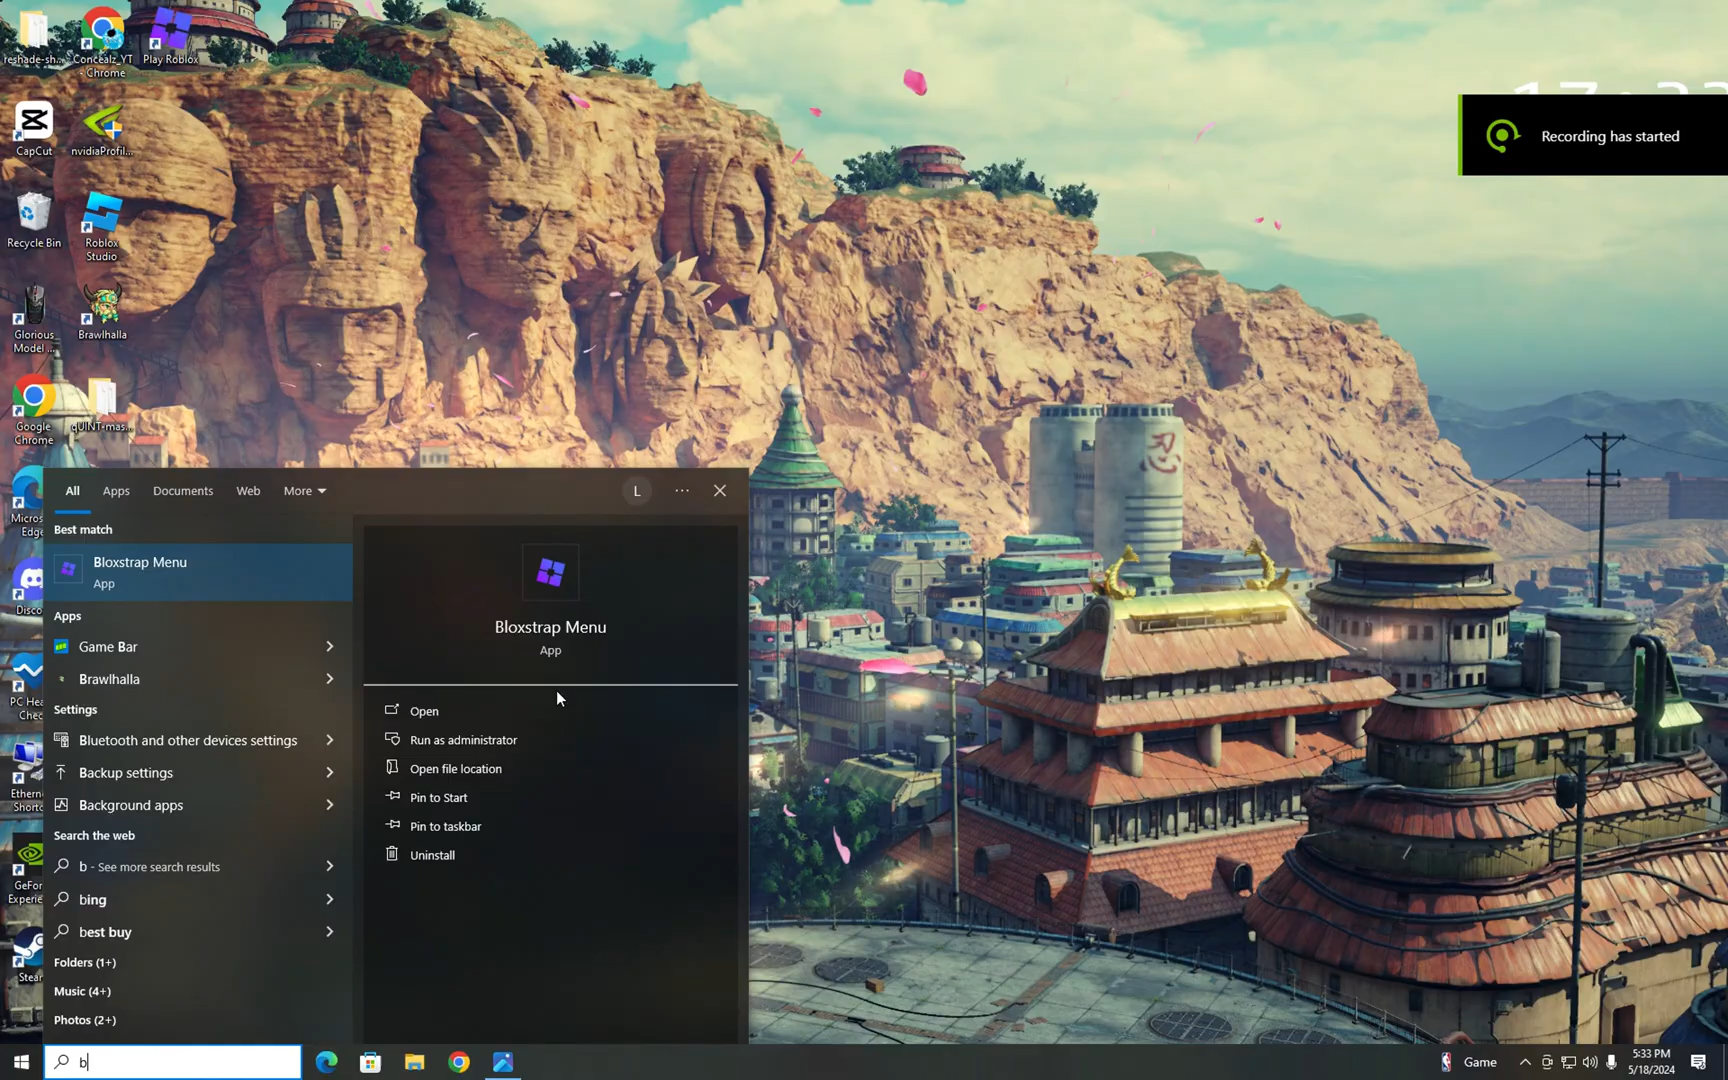 reshade-sh...
Concealz_YT
- Chrome
Play Roblox
CapCut
nvidiaProfil...
Recycle Bin
Roblox
Studio
Glorious
Model ...
Brawlhalla
Google
Chrome
qUINT-mas...
Micros
Edge
Disco
PC Hea
Chec
Ethern
Shortc
GeFor
Experie
Stear
Recording has started
忍
All
Apps
Documents
Web
More
L
Best match
Bloxstrap Menu
App
Apps
Game Bar
Brawlhalla
Settings
Bluetooth and other devices settings
Backup settings
Background apps
Search the web
b - See more search results
bing
best buy
Folders (1+)
Music (4+)
Photos (2+)
Bloxstrap Menu
App
Open
Run as administrator
Open file location
Pin to Start
Pin to taskbar
Uninstall
b
Game
5:33 PM
5/18/2024